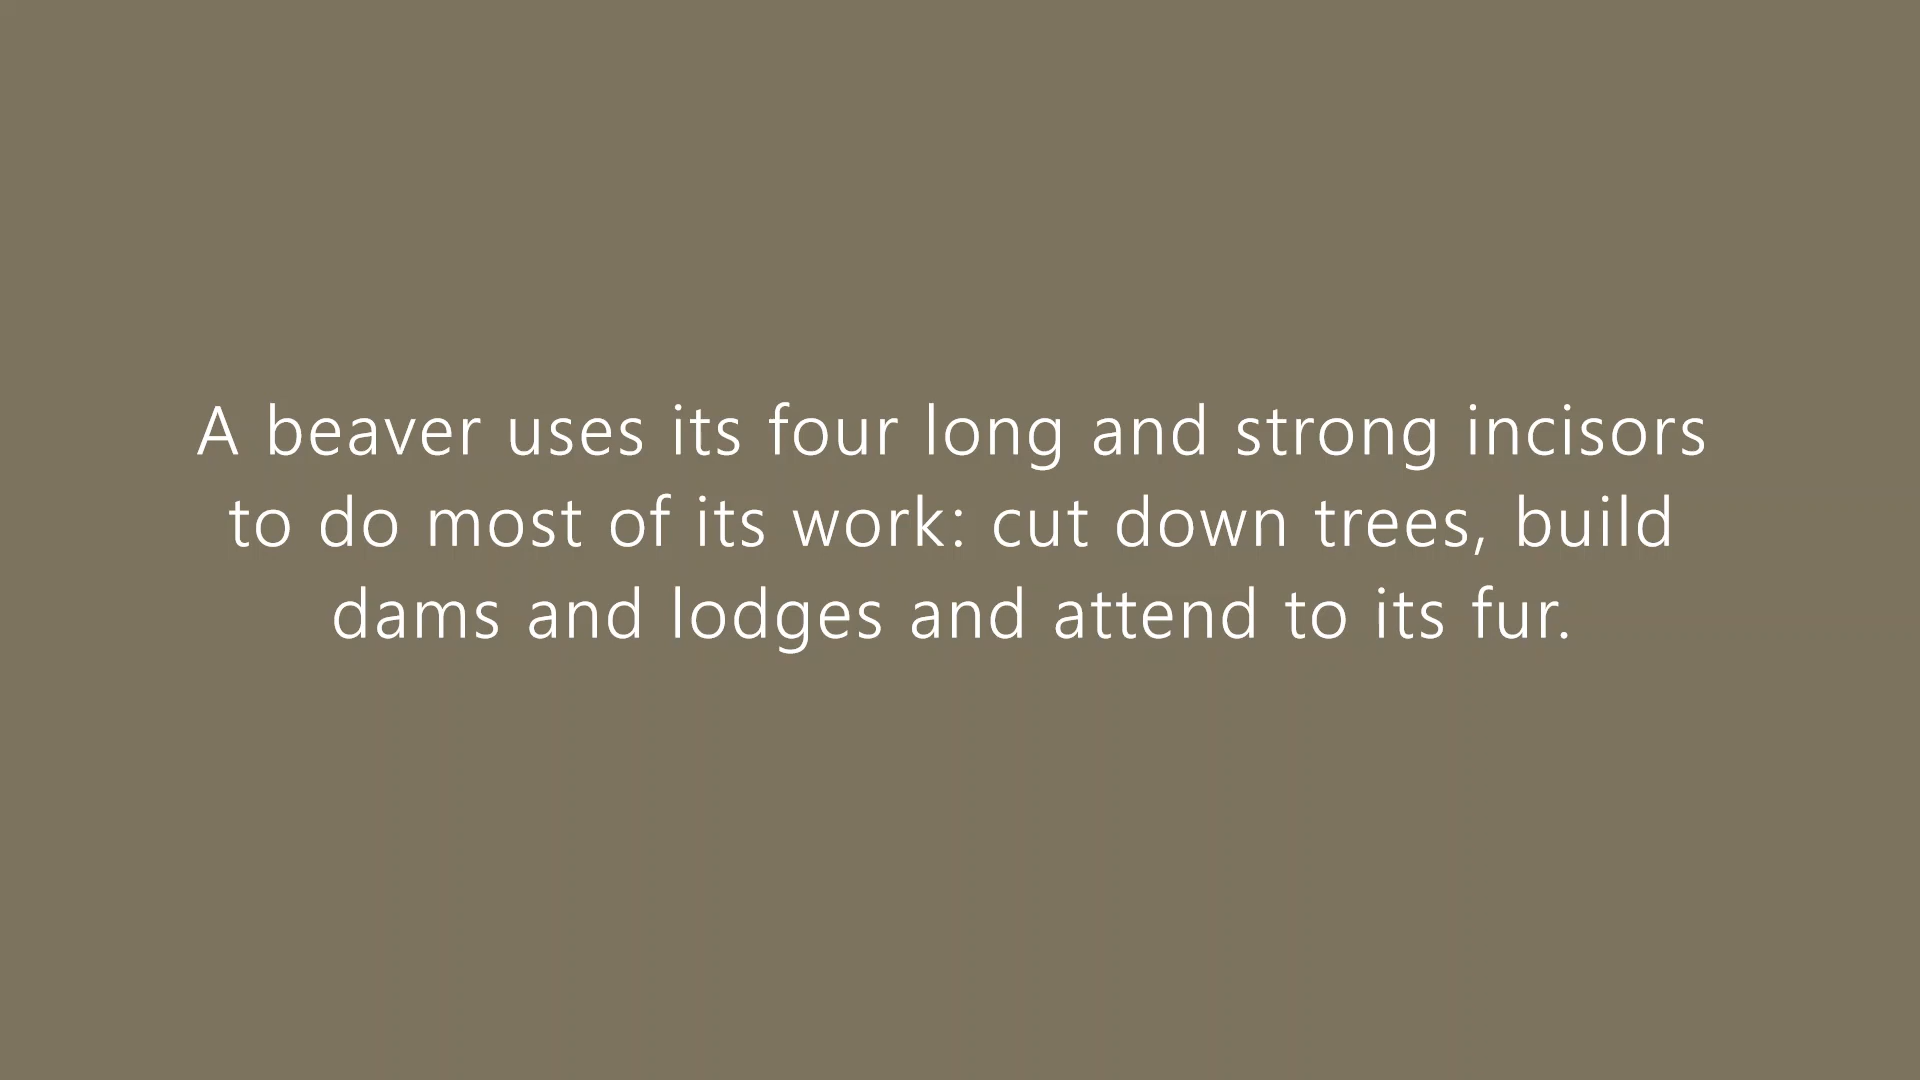 A beaver uses its four long and strong incisors
to do most of its work: cut down trees, build
dams and lodges and attend to its fur.